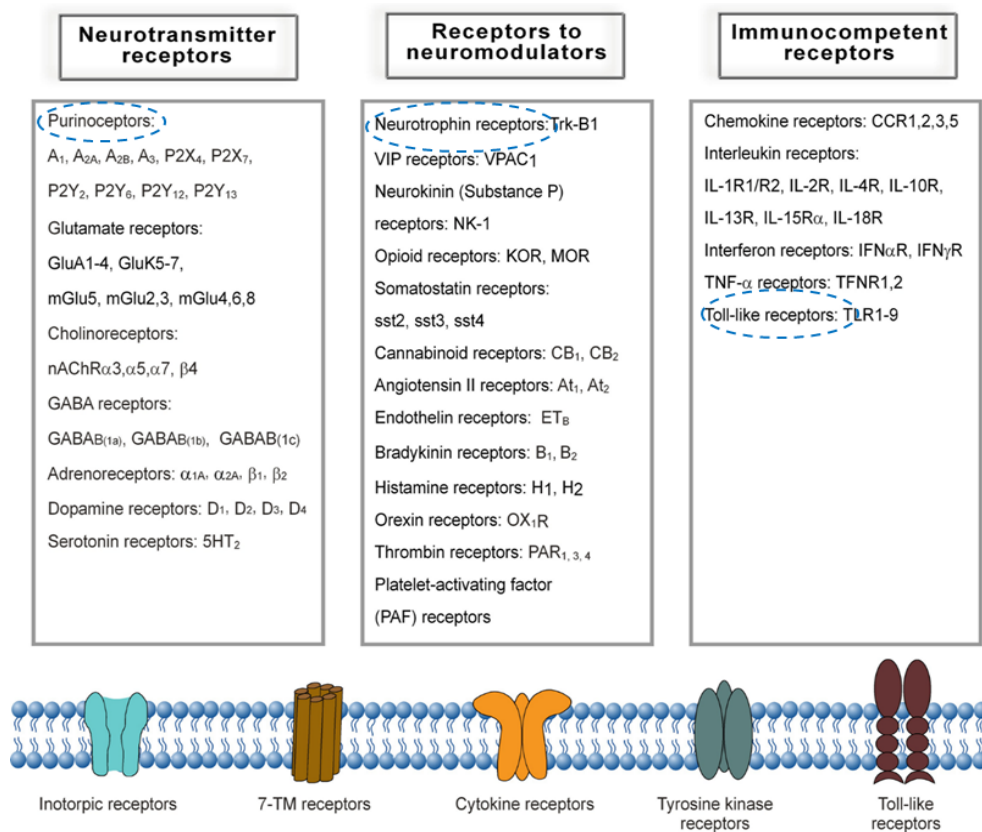 Neurotransmitter
receptors
Purinoceptors:
A₁, A₂A, A₂B, A₃, P2X₄, P2X₇,
P2Y₂, P2Y₆, P2Y₁₂, P2Y₁₃
Glutamate receptors:
GluA1-4, GluK5-7,
mGlu5, mGlu2,3, mGlu4,6,8
Cholinoreceptors:
nAChRα3,α5,α7, β4
GABA receptors:
GABAB(1a), GABAB(1b), GABAB(1c)
Adrenoreceptors: α1A, α2A, β1, β2
Dopamine receptors: D₁, D₂, D₃, D₄
Serotonin receptors: 5HT₂
Receptors to
neuromodulators
Neurotrophin receptors: Trk-B1
VIP receptors: VPAC1
Neurokinin (Substance P)
receptors: NK-1
Opioid receptors: KOR, MOR
Somatostatin receptors:
sst2, sst3, sst4
Cannabinoid receptors: CB₁, CB₂
Angiotensin II receptors: At₁, At₂
Endothelin receptors: ETB
Bradykinin receptors: B₁, B₂
Histamine receptors: H1, H2
Orexin receptors: OX₁R
Thrombin receptors: PAR₁, ₃, ₄
Platelet-activating factor
(PAF) receptors
Immunocompetent
receptors
Chemokine receptors: CCR1,2,3,5
Interleukin receptors:
IL-1R1/R2, IL-2R, IL-4R, IL-10R,
IL-13R, IL-15Rα, IL-18R
Interferon receptors: IFNαR, IFNγR
TNF-α receptors: TFNR1,2
Toll-like receptors: TLR1-9
Inotorpic receptors
7-TM receptors
Cytokine receptors
Tyrosine kinase
receptors
Toll-like
receptors